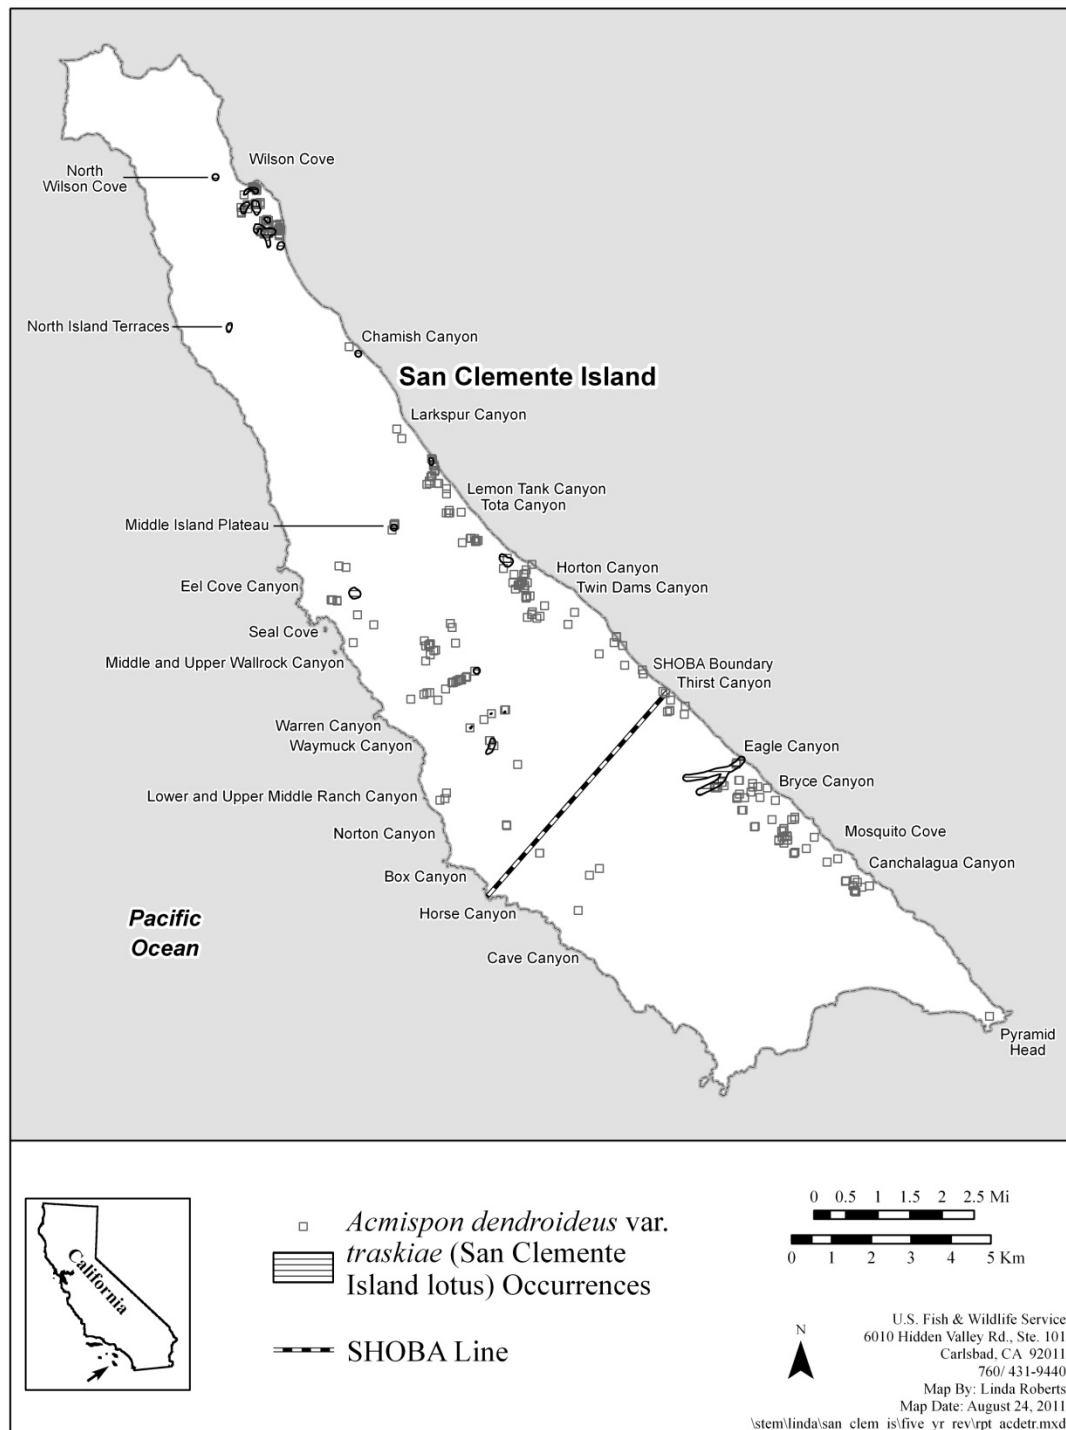 Wilson Cove
North
Wilson Cove
North Island Terraces
Chamish Canyon
San Clemente Island
Larkspur Canyon
Lemon Tank Canyon
Tota Canyon
Middle Island Plateau
Horton Canyon
Twin Dams Canyon
Eel Cove Canyon
Seal Cove
Middle and Upper Wallrock Canyon
SHOBA Boundary
Thirst Canyon
Warren Canyon
Waymuck Canyon
Eagle Canyon
Bryce Canyon
Lower and Upper Middle Ranch Canyon
Norton Canyon
Mosquito Cove
Canchalagua Canyon
Box Canyon
Horse Canyon
Pacific
Ocean
Cave Canyon
Pyramid
Head
California
Acmispon dendroideus var.
traskiae (San Clemente
Island lotus) Occurrences
SHOBA Line
0 0.5 1 1.5 2 2.5 Mi
0 1 2 3 4 5 Km
N
U.S. Fish & Wildlife Service
6010 Hidden Valley Rd., Ste. 101
Carlsbad, CA 92011
760/ 431-9440
Map By: Linda Roberts
Map Date: August 24, 2011
\stem\linda\san_clem_is\five_yr_rev\rpt_acdetr.mxd